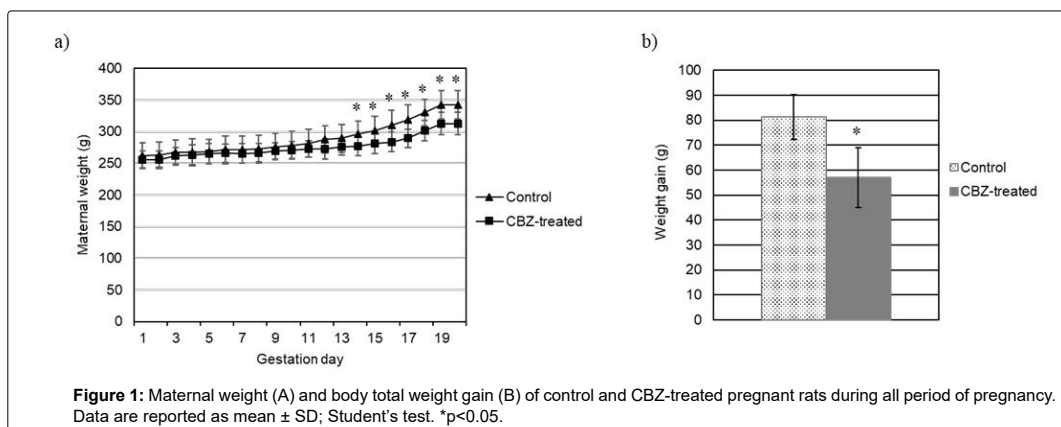 a)
400
350
300
250
200
150
100
50
0
Maternal weight (g)
* * * * * * *
1 3 5 7 9 11 13 15 17 19
Gestation day
Control
CBZ-treated
b)
100
90
80
70
60
50
40
30
20
10
0
Weight gain (g)
*
Control
CBZ-treated
Figure 1: Maternal weight (A) and body total weight gain (B) of control and CBZ-treated pregnant rats during all period of pregnancy.
Data are reported as mean ± SD; Student’s test. *p<0.05.